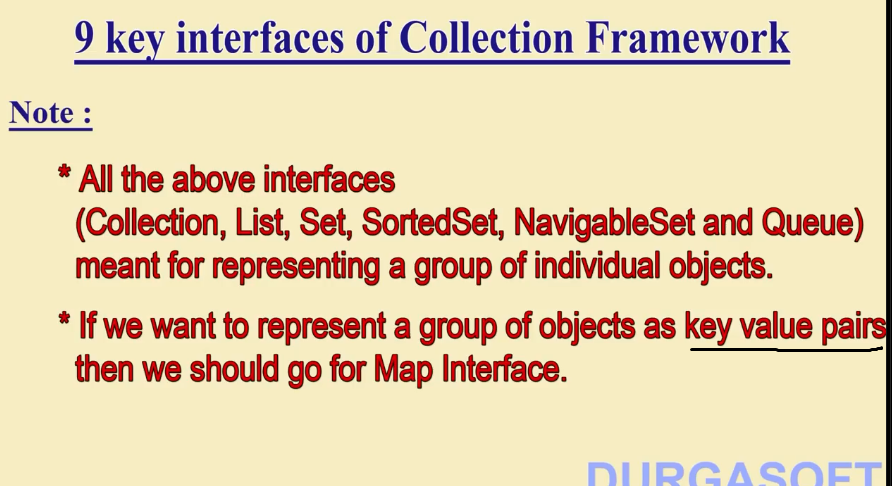 9 key interfaces of Collection Framework
Note :
* All the above interfaces
(Collection, List, Set, SortedSet, NavigableSet and Queue)
meant for representing a group of individual objects.
* If we want to represent a group of objects as key value pairs
then we should go for Map Interface.
DURGASOFT